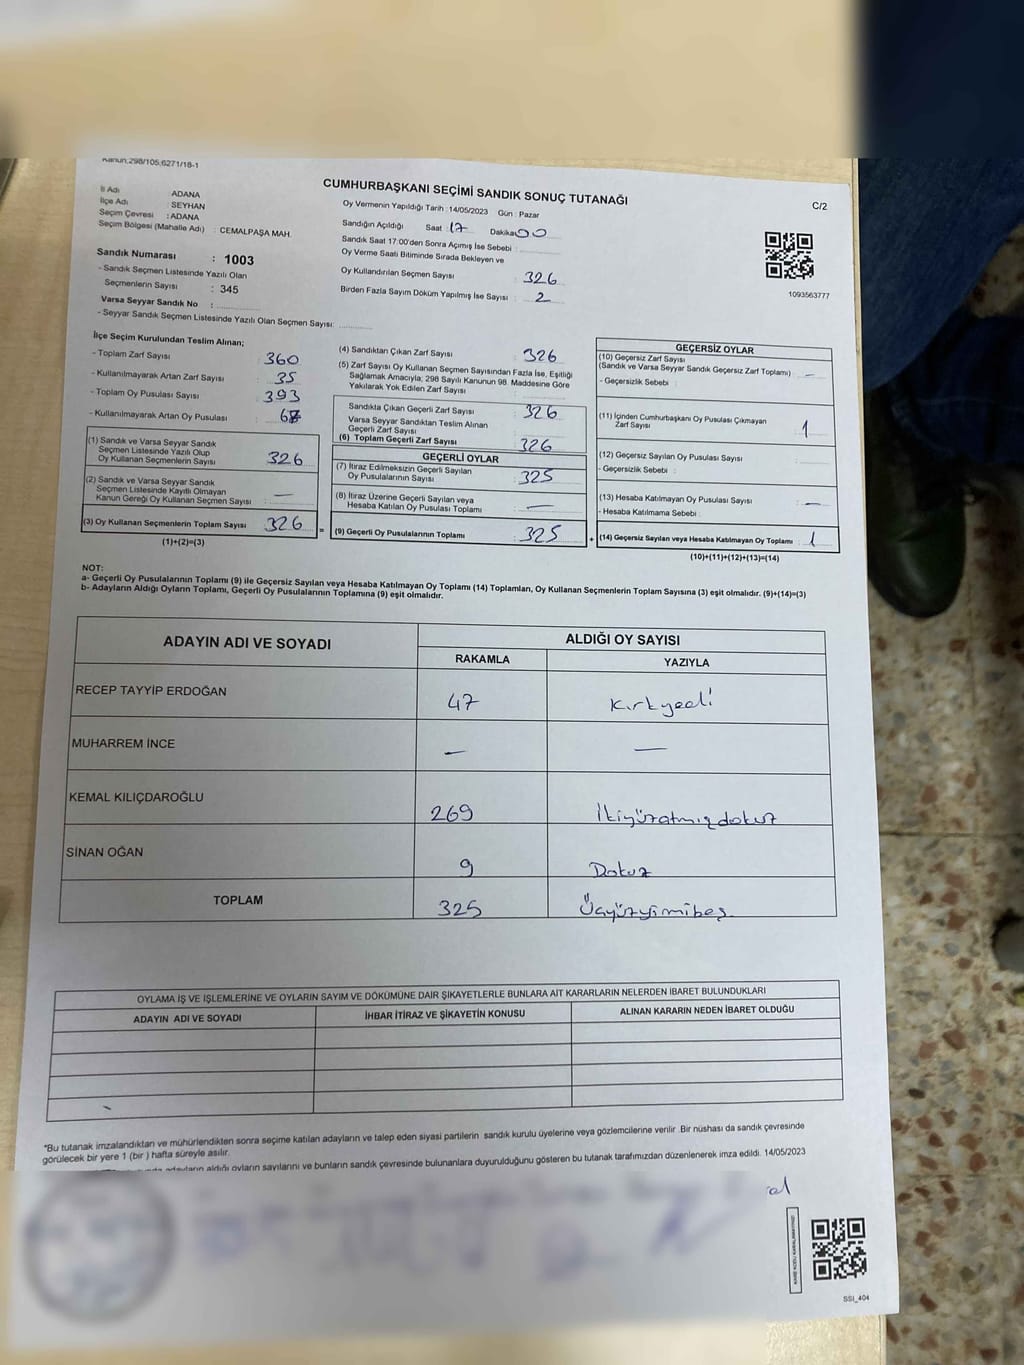 Kanun;298/105;6271/18-1
CUMHURBAŞKANI SEÇİMİ SANDIK SONUÇ TUTANAĞI
C/2
İl Adı ADANA
İlçe Adı : SEYHAN
Seçim Çevresi : ADANA
Seçim Bölgesi (Mahalle Adı) : CEMALPAŞA MAH.
Sandık Numarası : 1003
- Sandık Seçmen Listesinde Yazılı Olan
Seçmenlerin Sayısı : 345
Varsa Seyyar Sandık No :
- Seyyar Sandık Seçmen Listesinde Yazılı Olan Seçmen Sayısı:
Oy Vermenin Yapıldığı Tarih :14/05/2023 Gün : Pazar
Sandığın Açıldığı Saat : 17 Dakika 00
Sandık Saat 17:00'den Sonra Açımış İse Sebebi :
Oy Verme Saati Bitiminde Sırada Bekleyen ve
Oy Kullandırılan Seçmen Sayısı : 326
Birden Fazla Sayım Döküm Yapılmış İse Sayısı : 2
1093563777
İlçe Seçim Kurulundan Teslim Alınan;
- Toplam Zarf Sayısı : 360
- Kullanılmayarak Artan Zarf Sayısı : 35
- Toplam Oy Pusulası Sayısı : 393
- Kullanılmayarak Artan Oy Pusulası :
(1) Sandık ve Varsa Seyyar Sandık
Seçmen Listesinde Yazılı Olup
Oy Kullanan Seçmenlerin Sayısı : 326
(2) Sandık ve Varsa Seyyar Sandık
Seçmen Listesinde Kayıtlı Olmayan
Kanun Gereği Oy Kullanan Seçmen Sayısı : —
(3) Oy Kullanan Seçmenlerin Toplam Sayısı : 326 =
(1)+(2)=(3)
(4) Sandıktan Çıkan Zarf Sayısı : 326
(5) Zarf Sayısı Oy Kullanan Seçmen Sayısından Fazla İse, Eşitliği
Sağlamak Amacıyla; 298 Sayılı Kanunun 98. Maddesine Göre
Yakılarak Yok Edilen Zarf Sayısı :
Sandıkta Çıkan Geçerli Zarf Sayısı : 326
Varsa Seyyar Sandıktan Teslim Alınan
Geçerli Zarf Sayısı :
(6) Toplam Geçerli Zarf Sayısı : 326
GEÇERLİ OYLAR
(7) İtiraz Edilmeksizin Geçerli Sayılan
Oy Pusulalarının Sayısı : 325
(8) İtiraz Üzerine Geçerli Sayılan veya
Hesaba Katılan Oy Pusulası Toplamı : —
(9) Geçerli Oy Pusulalarının Toplamı : 325 +
GEÇERSİZ OYLAR
(10) Geçersiz Zarf Sayısı
(Sandık ve Varsa Seyyar Sandık Geçersiz Zarf Toplamı) : —
- Geçersizlik Sebebi :
(11) İçinden Cumhurbaşkanı Oy Pusulası Çıkmayan
Zarf Sayısı : 1
(12) Geçersiz Sayılan Oy Pusulası Sayısı :
- Geçersizlik Sebebi :
(13) Hesaba Katılmayan Oy Pusulası Sayısı : —
- Hesaba Katılmama Sebebi :
(14) Geçersiz Sayılan veya Hesaba Katılmayan Oy Toplamı : 1
(10)+(11)+(12)+(13)=(14)
NOT:
a- Geçerli Oy Pusulalarının Toplamı (9) ile Geçersiz Sayılan veya Hesaba Katılmayan Oy Toplamı (14) Toplamları, Oy Kullanan Seçmenlerin Toplam Sayısına (3) eşit olmalıdır. (9)+(14)=(3)
b- Adayların Aldığı Oyların Toplamı, Geçerli Oy Pusulalarının Toplamına (9) eşit olmalıdır.
ADAYIN ADI VE SOYADI ALDIĞI OY SAYISI
RAKAMLA YAZIYLA
RECEP TAYYİP ERDOĞAN 47 Kırkyedi
MUHARREM İNCE — —
KEMAL KILIÇDAROĞLU 269 İkiyüzatmışdokuz
SİNAN OĞAN 9 Dokuz
TOPLAM 325 Üçyüzyirmibeş
OYLAMA İŞ VE İŞLEMLERİNE VE OYLARIN SAYIM VE DÖKÜMÜNE DAİR ŞİKAYETLERLE BUNLARA AİT KARARLARIN NELERDEN İBARET BULUNDUKLARI
ADAYIN ADI VE SOYADI İHBAR İTİRAZ VE ŞİKAYETİN KONUSU ALINAN KARARIN NEDEN İBARET OLDUĞU
*Bu tutanak imzalandıktan ve mühürlendikten sonra seçime katılan adayların ve talep eden siyasi partilerin sandık kurulu üyelerine veya gözlemcilerine verilir .Bir nüshası da sandık çevresinde
görülecek bir yere 1 (bir ) hafta süreyle asılır.
adayların aldığı oyların sayılarını ve bunların sandık çevresinde bulunanlara duyurulduğunu gösteren bu tutanak tarafımızdan düzenlenerek imza edildi. 14/05/2023
SSI_404